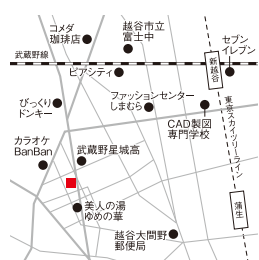 コメダ
珈琲店
越谷市立
富士中
セブン
イレブン
武蔵野線
新越谷
ピアシティ
ファッションセンター
しまむら
びっくり
ドンキー
東京スカイツリーライン
CAD製図
専門学校
カラオケ
BanBan
武蔵野星城高
蒲生
美人の湯
ゆめの華
越谷大間野
郵便局